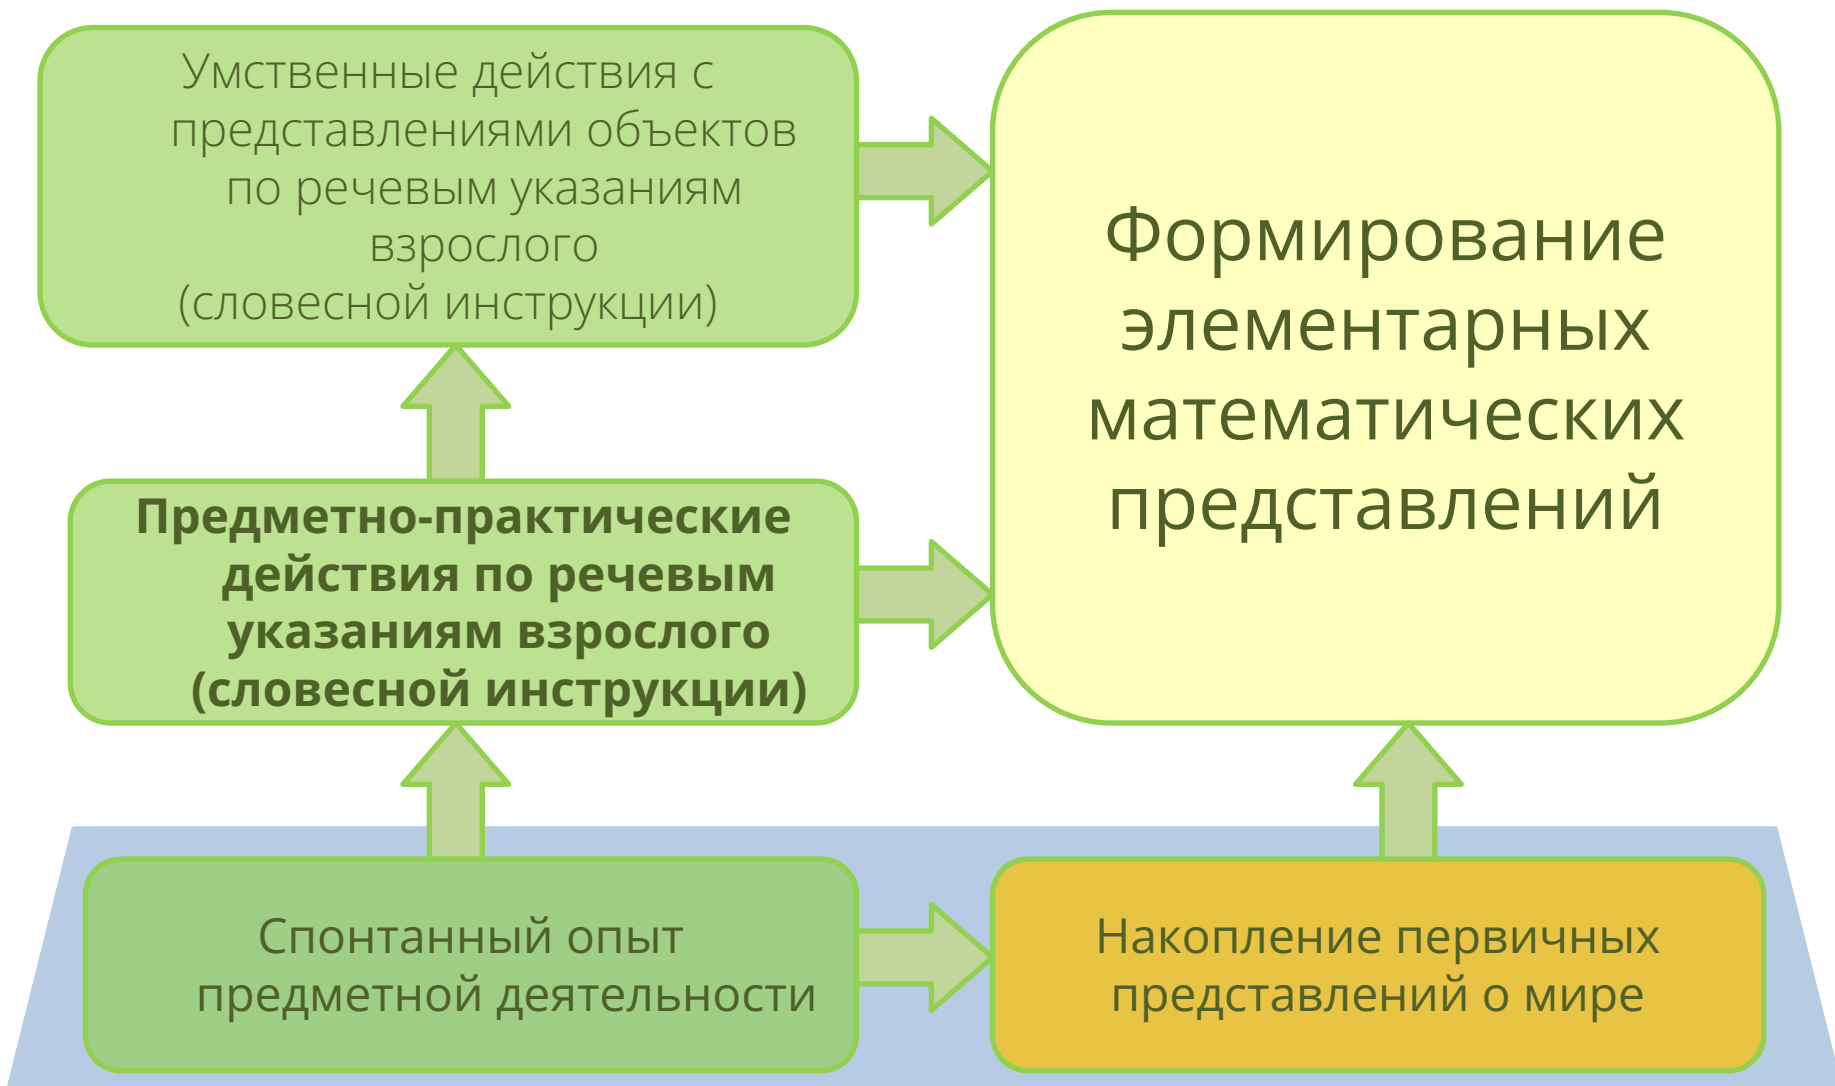 Умственные действия с
представлениями объектов
по речевым указаниям
взрослого
(словесной инструкции)
Формирование
элементарных
математических
представлений
Предметно-практические
действия по речевым
указаниям взрослого
(словесной инструкции)
Спонтанный опыт
предметной деятельности
Накопление первичных
представлений о мире